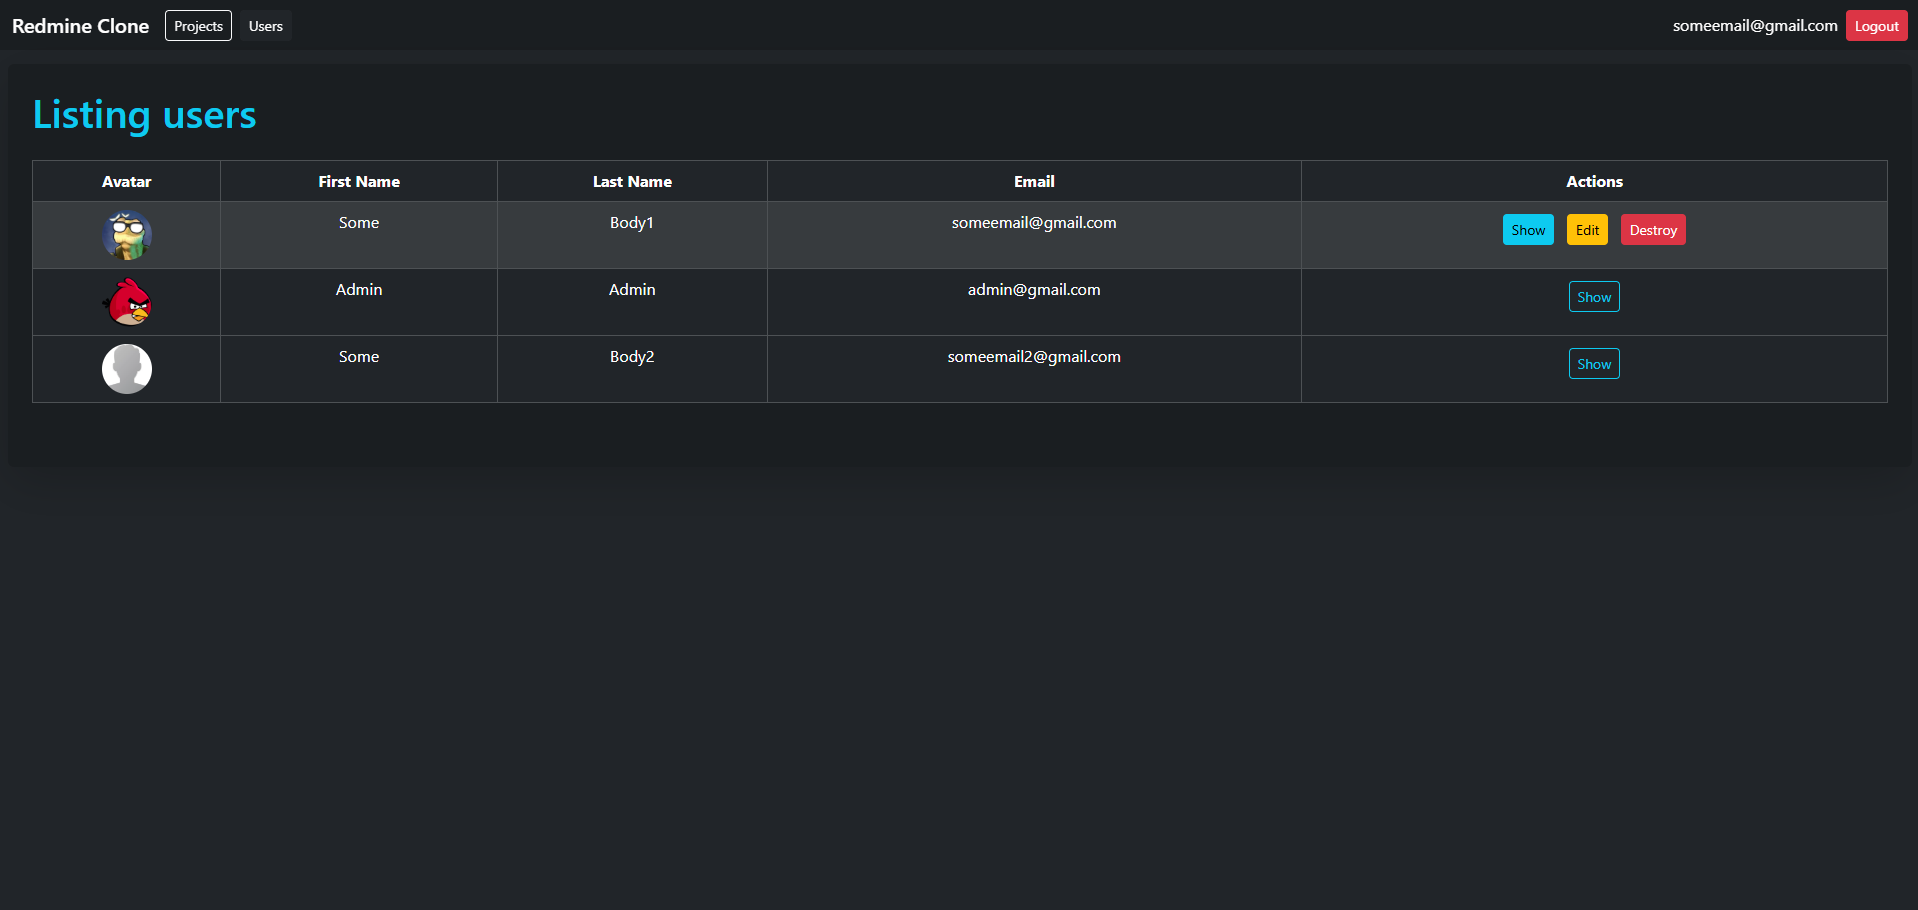 Redmine Clone Projects Users someemail@gmail.com Logout
Listing users
Avatar First Name Last Name Email Actions
Some Body1 someemail@gmail.com Show Edit Destroy
Admin Admin admin@gmail.com Show
Some Body2 someemail2@gmail.com Show